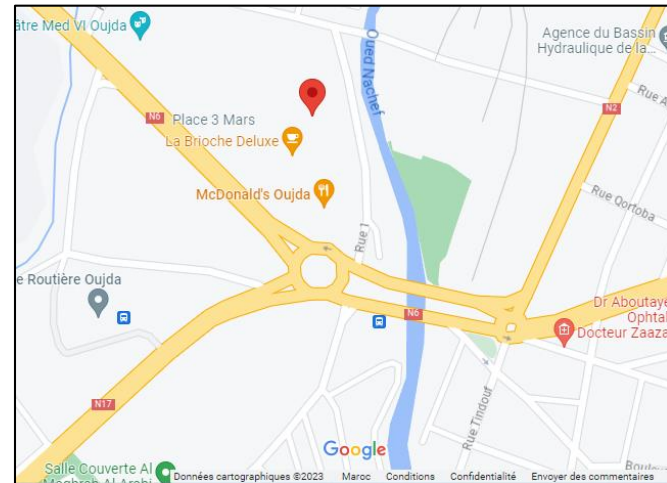 âtre Med VI Oujda
Agence du Bassin
Hydraulique de la...
Oued Nachef
N2
Rue A
N6
Place 3 Mars
La Brioche Deluxe
McDonald's Oujda
Rue Qortoba
Rue 1
e Routière Oujda
N6
Dr Aboutaye
Ophtal
Docteur Zaaza
N17
Rue Tindouf
Google
Salle Couverte Al
Maghreb Al Arabi
Boulev
Données cartographiques ©2023 Maroc Conditions Confidentialité Envoyer des commentaires